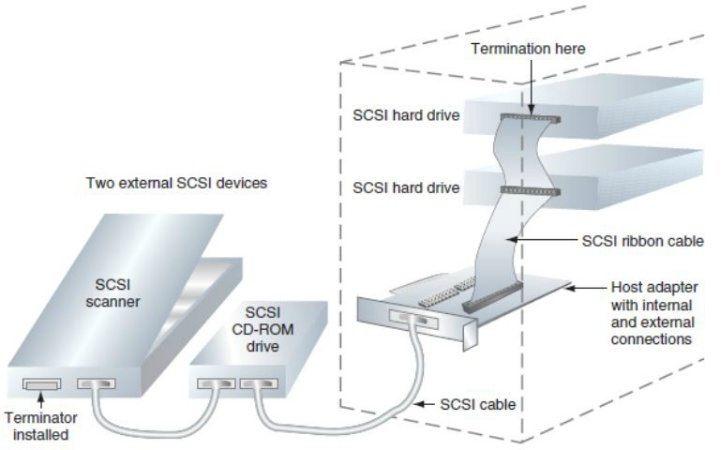 Termination here
SCSI hard drive
SCSI hard drive
Two external SCSI devices
SCSI ribbon cable
SCSI
scanner
SCSI
CD-ROM
drive
Host adapter
with internal
and external
connections
SCSI cable
Terminator
installed